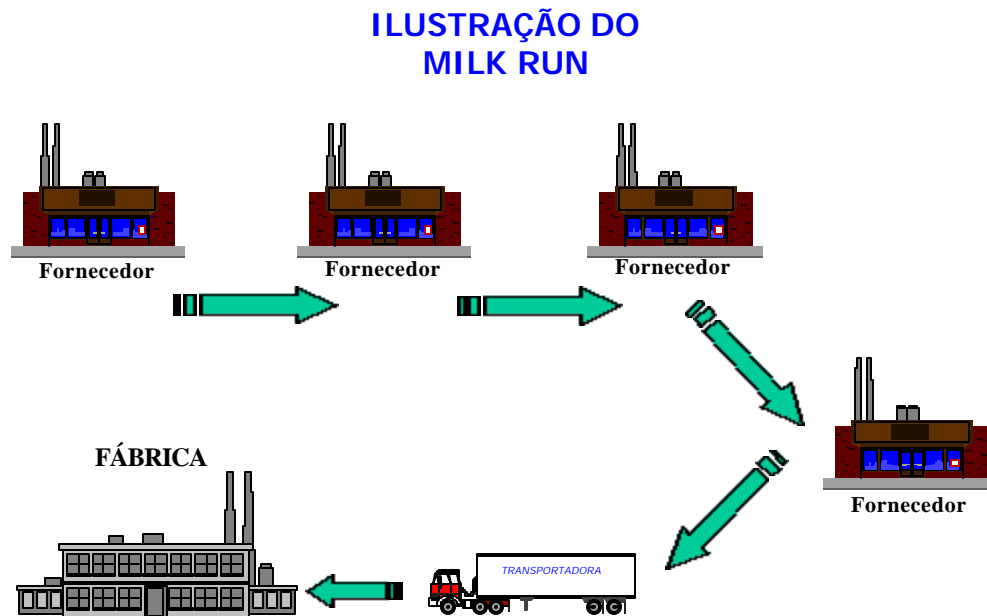 ILUSTRAÇÃO DO
MILK RUN
Fornecedor
Fornecedor
Fornecedor
Fornecedor
FÁBRICA
TRANSPORTADORA